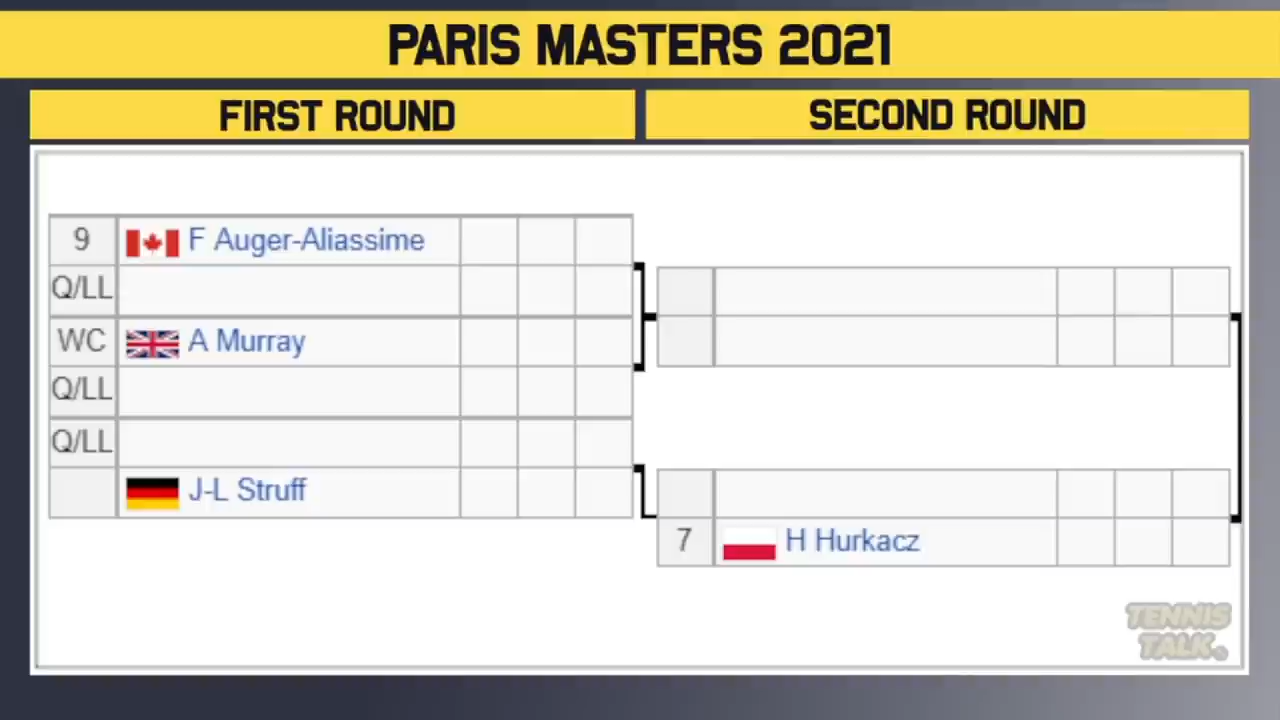 PARIS MASTERS 2021
FIRST ROUND
SECOND ROUND
9 F Auger-Aliassime
Q/LL
WC A Murray
Q/LL
Q/LL
J-L Struff
7 H Hurkacz
TENNIS
TALK